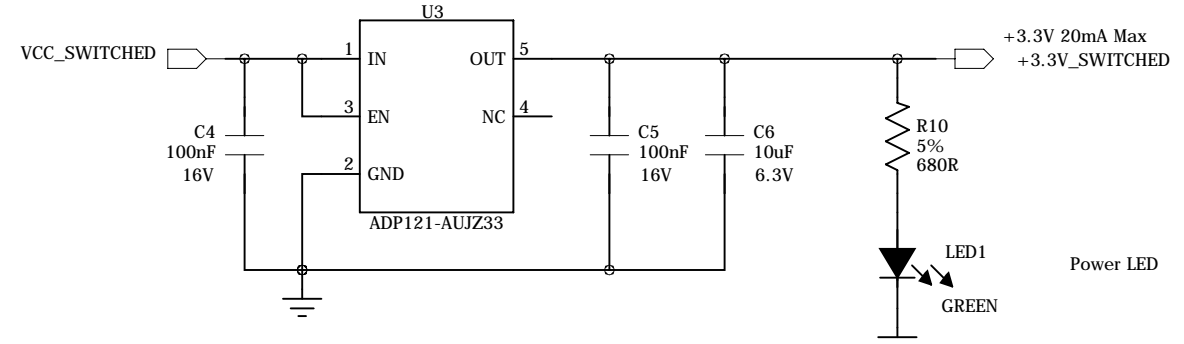 U3
+3.3V 20mA Max
VCC_SWITCHED
1
IN
OUT
5
+3.3V_SWITCHED
3
EN
NC
4
C4
100nF
16V
C5
100nF
16V
C6
10uF
6.3V
R10
5%
680R
2
GND
ADP121-AUJZ33
LED1
Power LED
GREEN